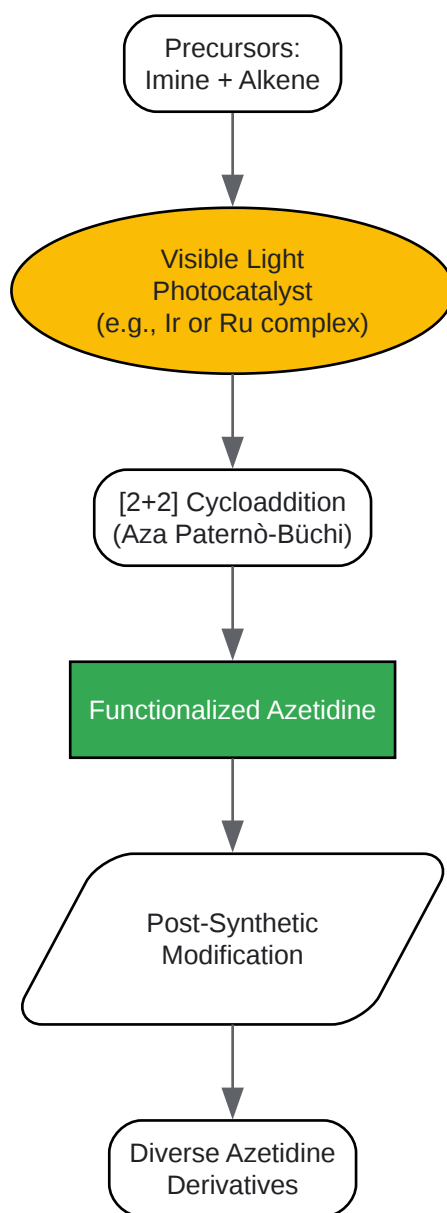 Precursors:
Imine + Alkene
Visible Light
Photocatalyst
(e.g., Ir or Ru complex)
[2+2] Cycloaddition
(Aza Paternò-Büchi)
Functionalized Azetidine
Post-Synthetic
Modification
Diverse Azetidine
Derivatives